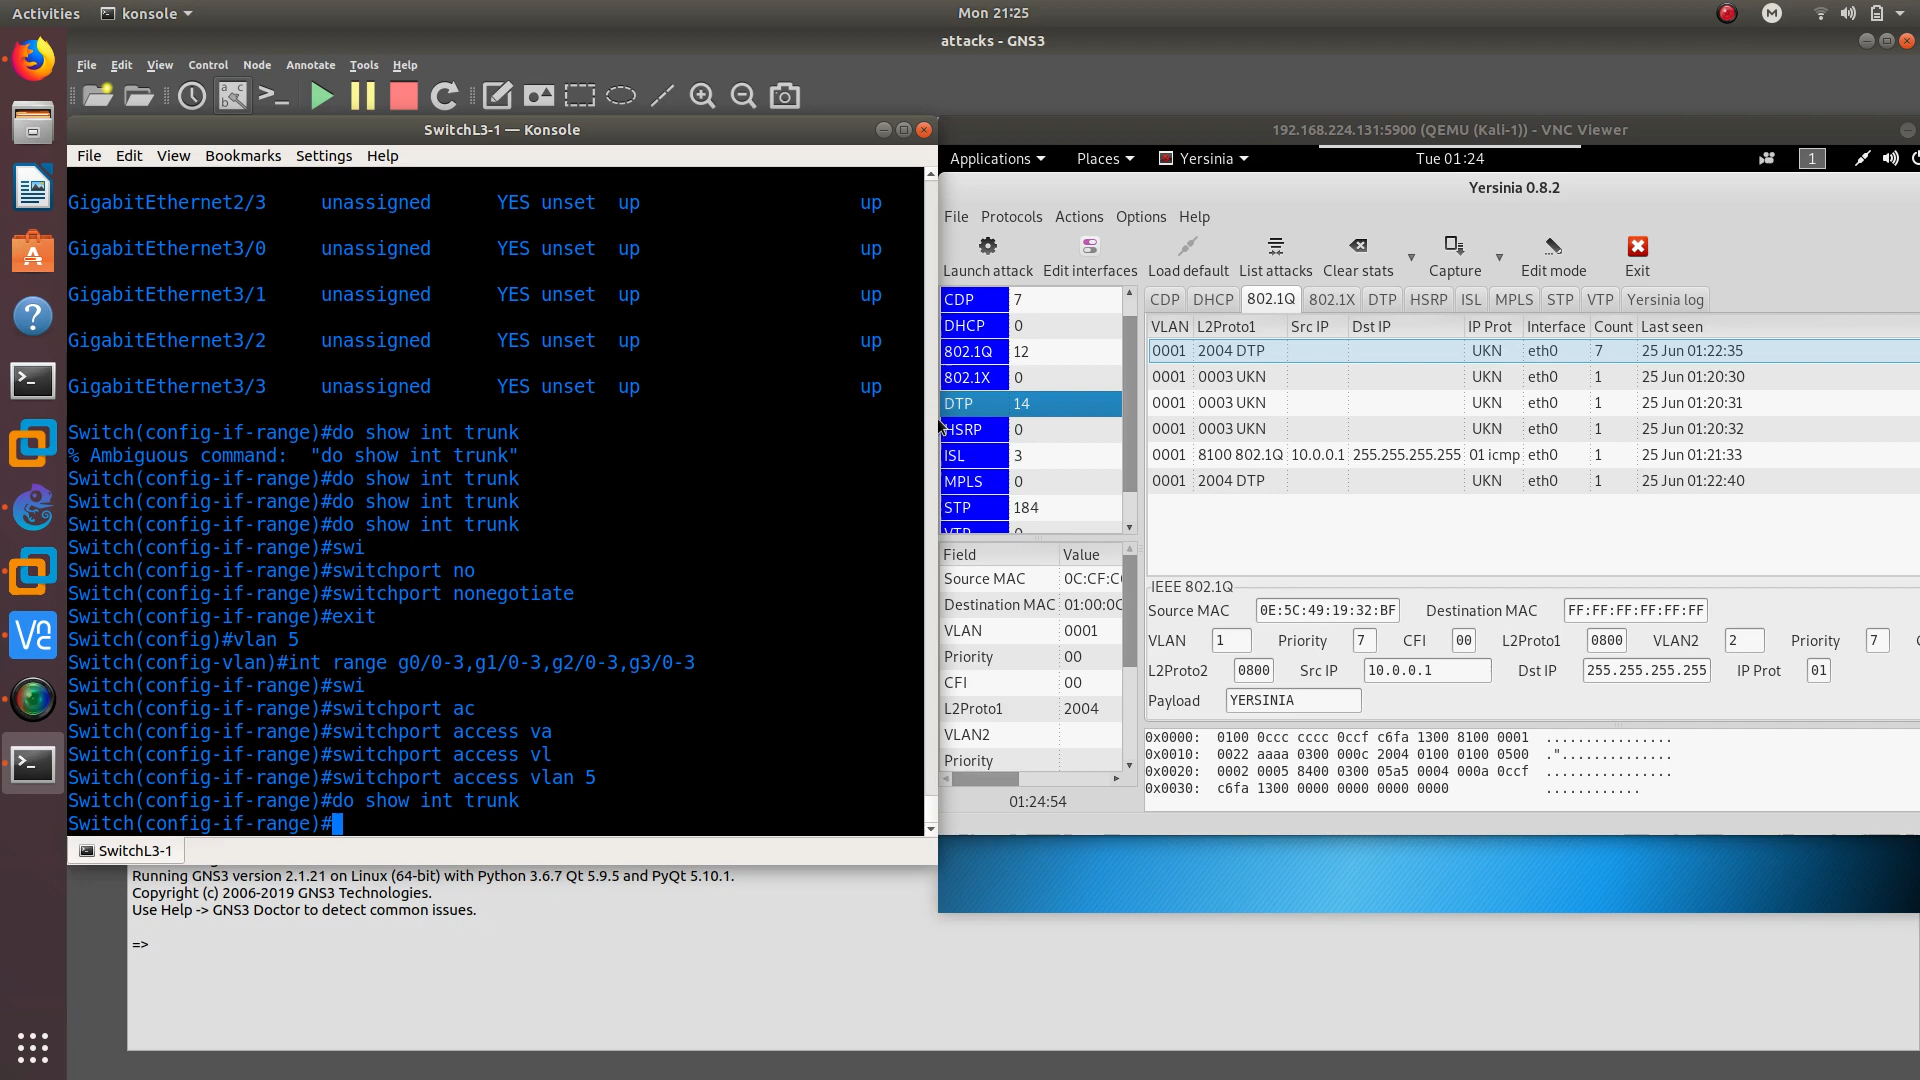 Activities
konsole
Mon 21:25
attacks - GNS3
File Edit View Control Node Annotate Tools Help
SwitchL3-1 — Konsole
File Edit View Bookmarks Settings Help
GigabitEthernet2/3 unassigned YES unset up up
GigabitEthernet3/0 unassigned YES unset up up
GigabitEthernet3/1 unassigned YES unset up up
GigabitEthernet3/2 unassigned YES unset up up
GigabitEthernet3/3 unassigned YES unset up up
Switch(config-if-range)#do show int trunk
% Ambiguous command: "do show int trunk"
Switch(config-if-range)#do show int trunk
Switch(config-if-range)#do show int trunk
Switch(config-if-range)#do show int trunk
Switch(config-if-range)#swi
Switch(config-if-range)#switchport no
Switch(config-if-range)#switchport nonegotiate
Switch(config-if-range)#exit
Switch(config)#vlan 5
Switch(config-vlan)#int range g0/0-3,g1/0-3,g2/0-3,g3/0-3
Switch(config-if-range)#swi
Switch(config-if-range)#switchport ac
Switch(config-if-range)#switchport access va
Switch(config-if-range)#switchport access vl
Switch(config-if-range)#switchport access vlan 5
Switch(config-if-range)#do show int trunk
Switch(config-if-range)#
SwitchL3-1
Running GNS3 version 2.1.21 on Linux (64-bit) with Python 3.6.7 Qt 5.9.5 and PyQt 5.10.1.
Copyright (c) 2006-2019 GNS3 Technologies.
Use Help -> GNS3 Doctor to detect common issues.
=>
192.168.224.131:5900 (QEMU (Kali-1)) - VNC Viewer
Applications Places Yersinia Tue 01:24 1
Yersinia 0.8.2
File Protocols Actions Options Help
Launch attack Edit interfaces Load default List attacks Clear stats Capture Edit mode Exit
CDP 7
DHCP 0
802.1Q 12
802.1X 0
DTP 14
HSRP 0
ISL 3
MPLS 0
STP 184
VTP 0
Field Value
Source MAC 0C:CF:C
Destination MAC 01:00:0C
VLAN 0001
Priority 00
CFI 00
L2Proto1 2004
VLAN2
Priority
01:24:54
CDP DHCP 802.1Q 802.1X DTP HSRP ISL MPLS STP VTP Yersinia log
VLAN L2Proto1 Src IP Dst IP IP Prot Interface Count Last seen
0001 2004 DTP UKN eth0 7 25 Jun 01:22:35
0001 0003 UKN UKN eth0 1 25 Jun 01:20:30
0001 0003 UKN UKN eth0 1 25 Jun 01:20:31
0001 0003 UKN UKN eth0 1 25 Jun 01:20:32
0001 8100 802.1Q 10.0.0.1 255.255.255.255 01 icmp eth0 1 25 Jun 01:21:33
0001 2004 DTP UKN eth0 1 25 Jun 01:22:40
IEEE 802.1Q
Source MAC 0E:5C:49:19:32:BF Destination MAC FF:FF:FF:FF:FF:FF
VLAN 1 Priority 7 CFI 00 L2Proto1 0800 VLAN2 2 Priority 7
L2Proto2 0800 Src IP 10.0.0.1 Dst IP 255.255.255.255 IP Prot 01
Payload YERSINIA
0x0000: 0100 0ccc cccc 0ccf c6fa 1300 8100 0001 ................
0x0010: 0022 aaaa 0300 000c 2004 0100 0100 0500 ."..............
0x0020: 0002 0005 8400 0300 05a5 0004 000a 0ccf ................
0x0030: c6fa 1300 0000 0000 0000 0000 ............